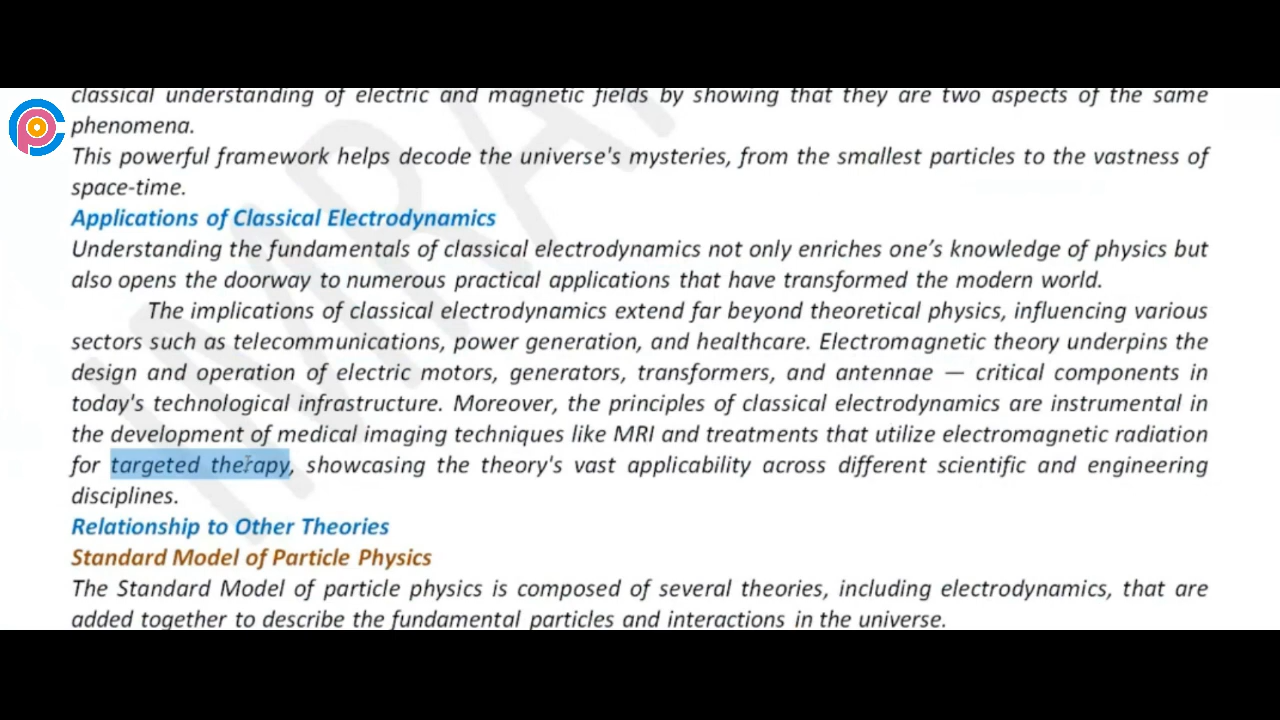 classical understanding of electric and magnetic fields by showing that they are two aspects of the same
phenomena.
This powerful framework helps decode the universe's mysteries, from the smallest particles to the vastness of
space-time.
Applications of Classical Electrodynamics
Understanding the fundamentals of classical electrodynamics not only enriches one’s knowledge of physics but
also opens the doorway to numerous practical applications that have transformed the modern world.
The implications of classical electrodynamics extend far beyond theoretical physics, influencing various
sectors such as telecommunications, power generation, and healthcare. Electromagnetic theory underpins the
design and operation of electric motors, generators, transformers, and antennae — critical components in
today's technological infrastructure. Moreover, the principles of classical electrodynamics are instrumental in
the development of medical imaging techniques like MRI and treatments that utilize electromagnetic radiation
for targeted therapy, showcasing the theory's vast applicability across different scientific and engineering
disciplines.
Relationship to Other Theories
Standard Model of Particle Physics
The Standard Model of particle physics is composed of several theories, including electrodynamics, that are
added together to describe the fundamental particles and interactions in the universe.